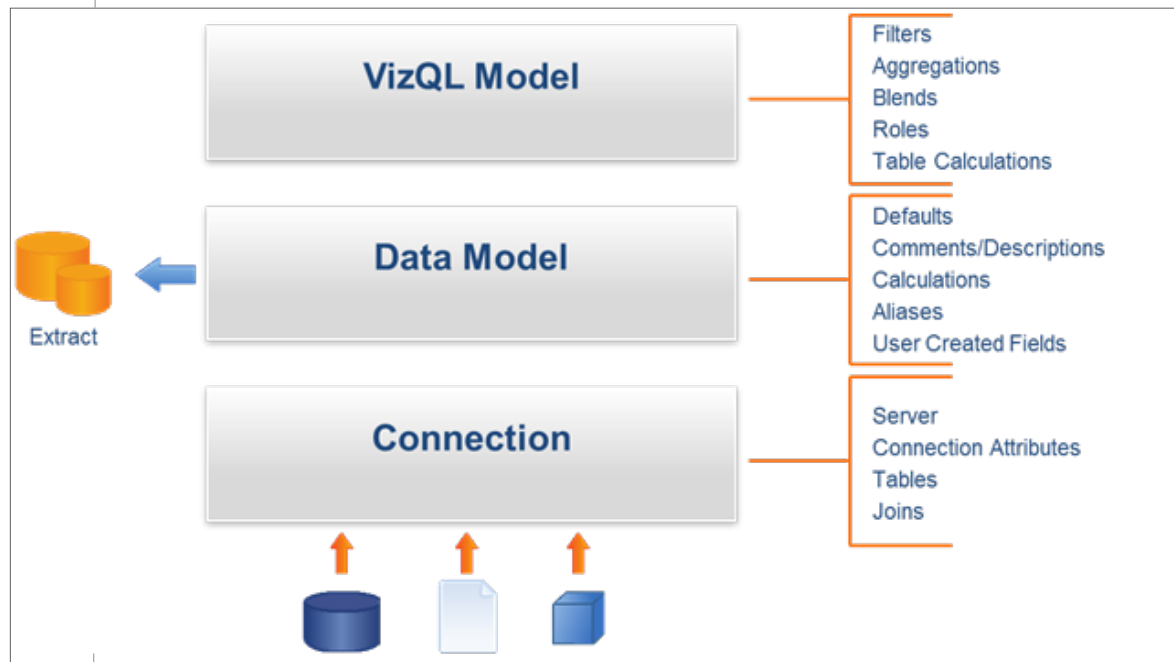 VizQL Model
Filters
Aggregations
Blends
Roles
Table Calculations
Data Model
Extract
Defaults
Comments/Descriptions
Calculations
Aliases
User Created Fields
Connection
Server
Connection Attributes
Tables
Joins